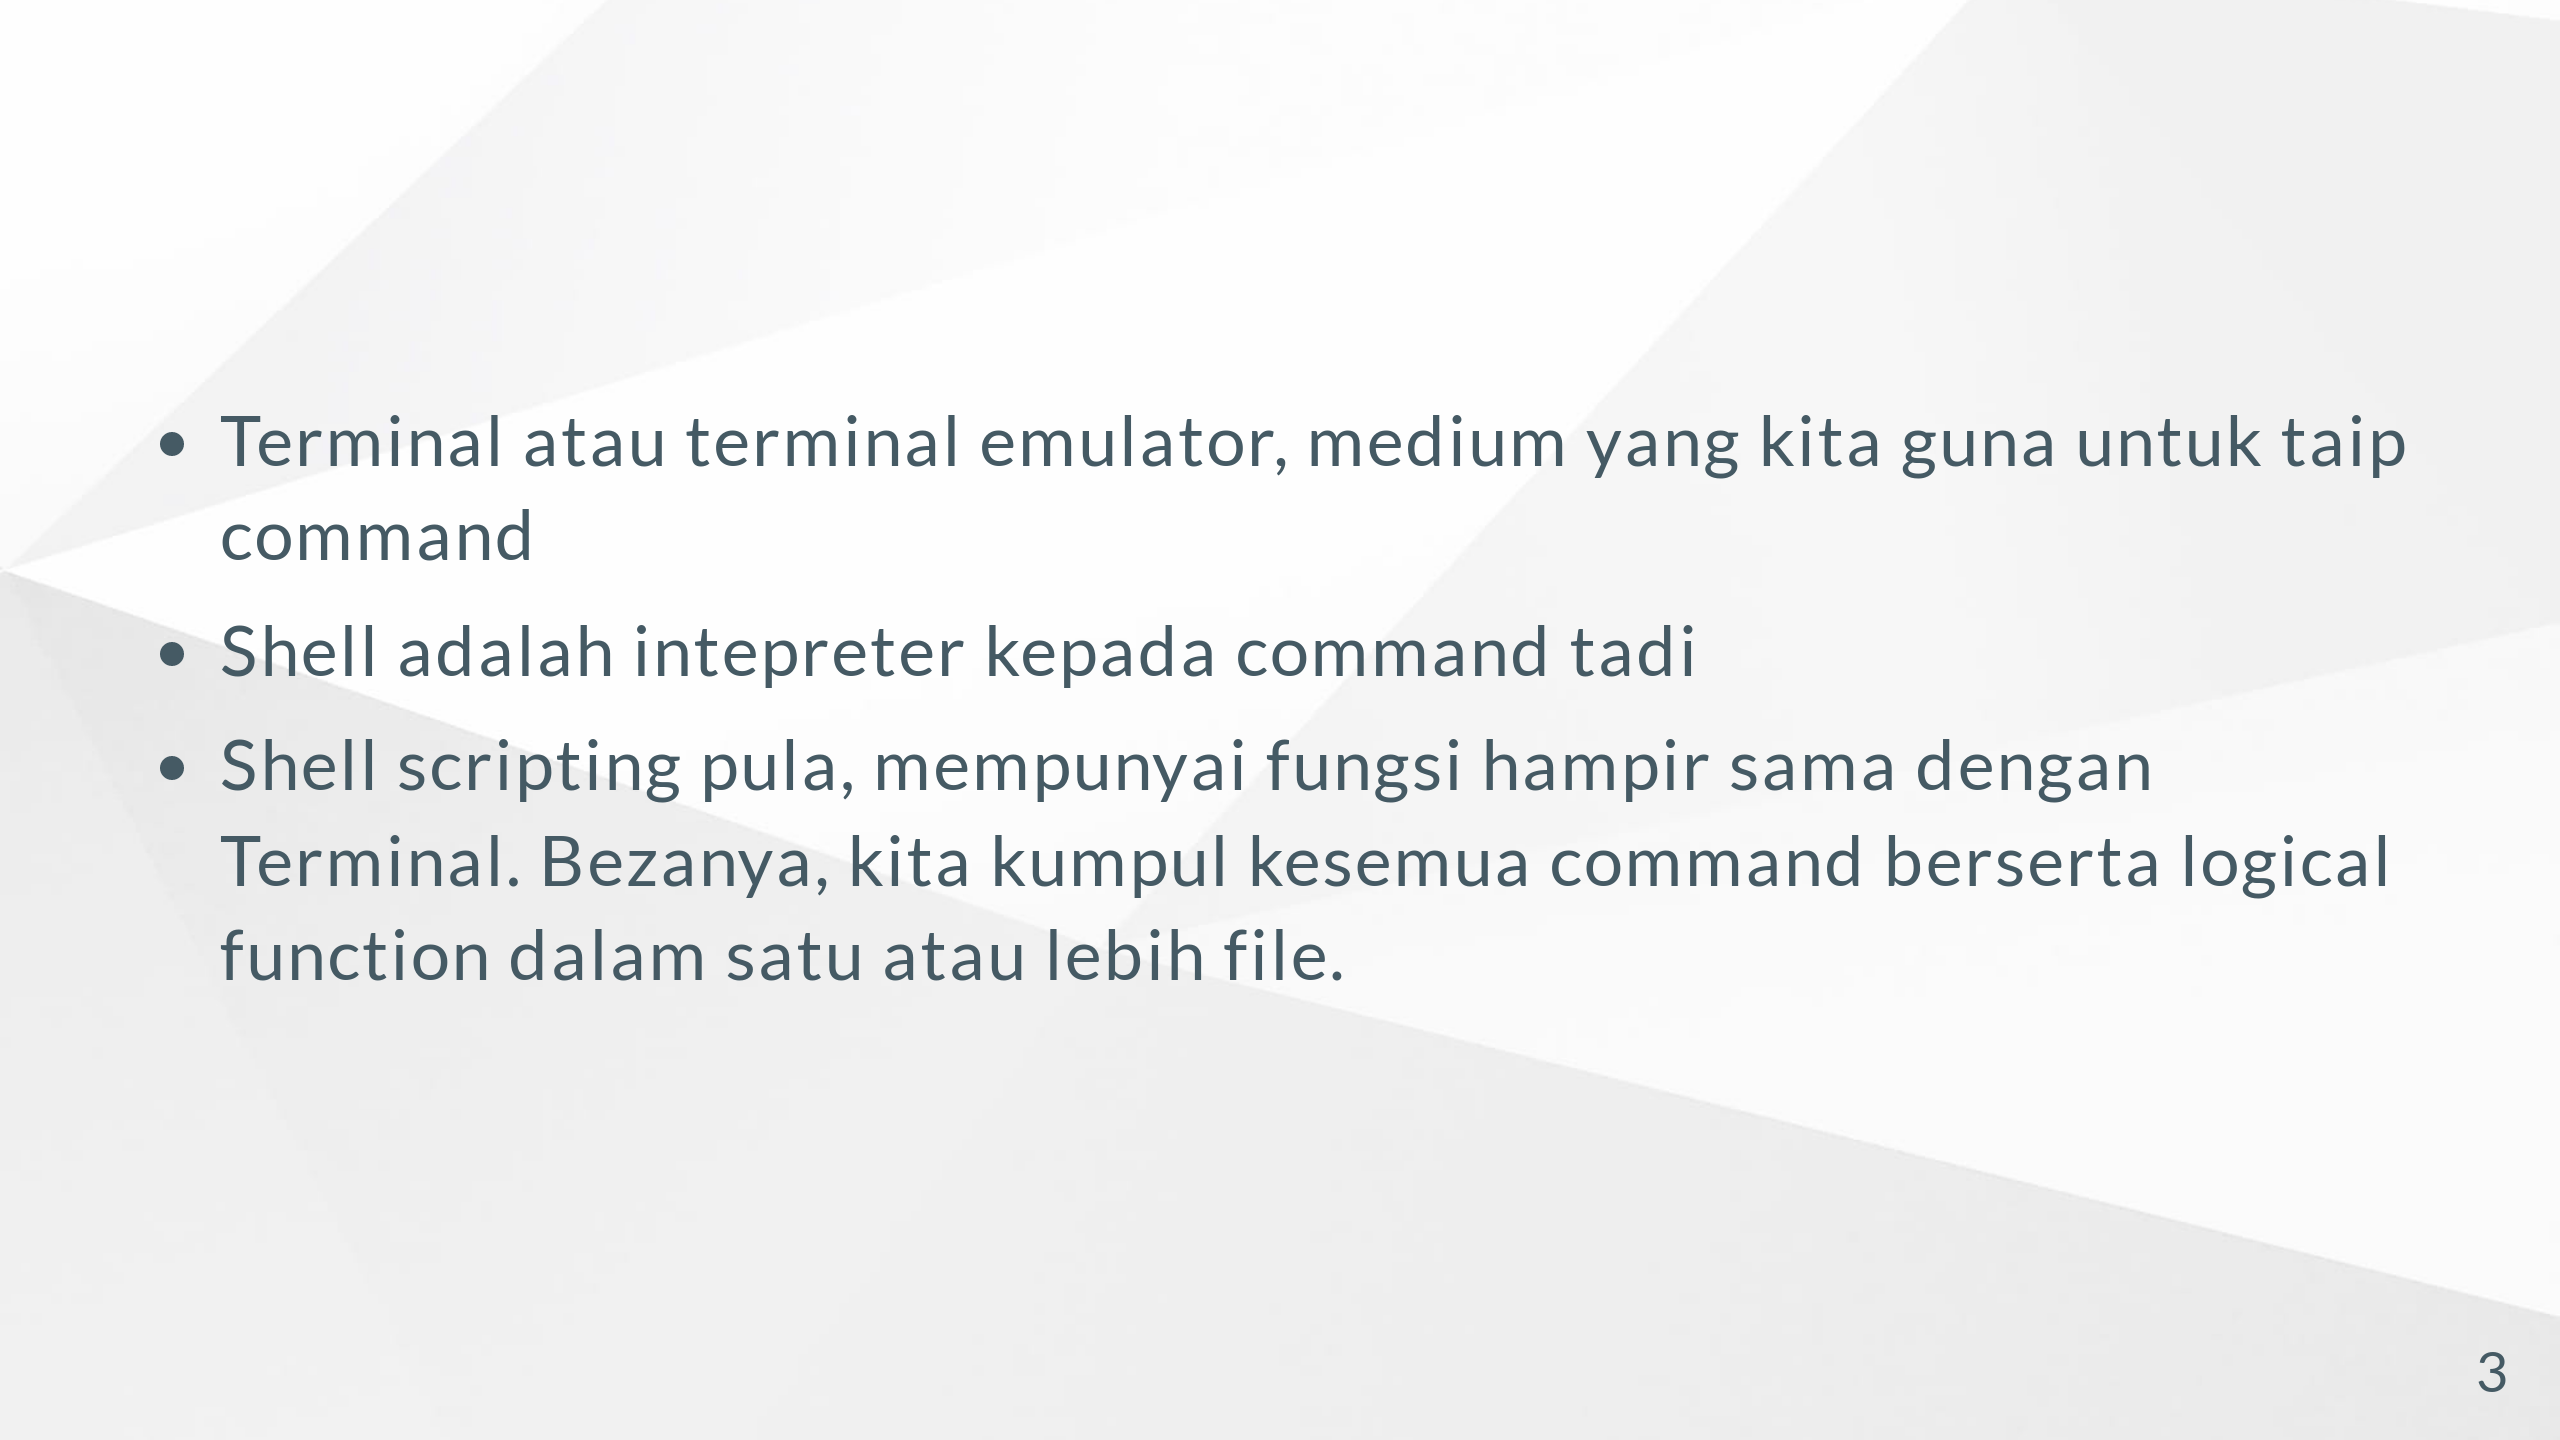 • Terminal atau terminal emulator, medium yang kita guna untuk taip
command
• Shell adalah intepreter kepada command tadi
• Shell scripting pula, mempunyai fungsi hampir sama dengan
Terminal. Bezanya, kita kumpul kesemua command berserta logical
function dalam satu atau lebih file.
3